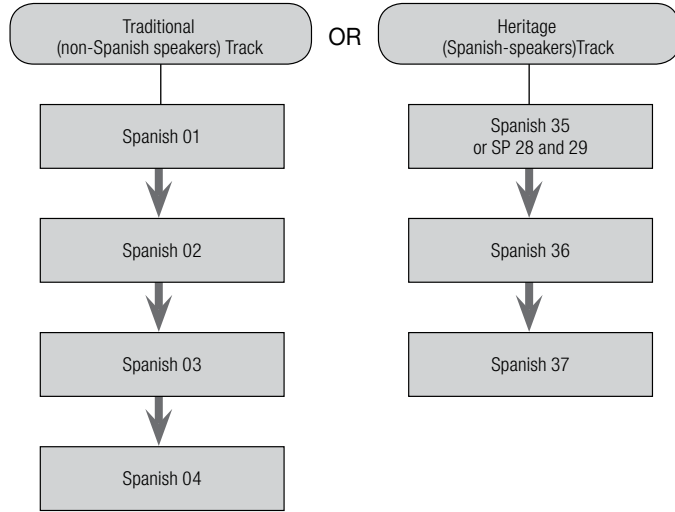 Traditional
(non-Spanish speakers) Track
OR
Heritage
(Spanish-speakers)Track
Spanish 01
Spanish 02
Spanish 03
Spanish 04
Spanish 35
or SP 28 and 29
Spanish 36
Spanish 37